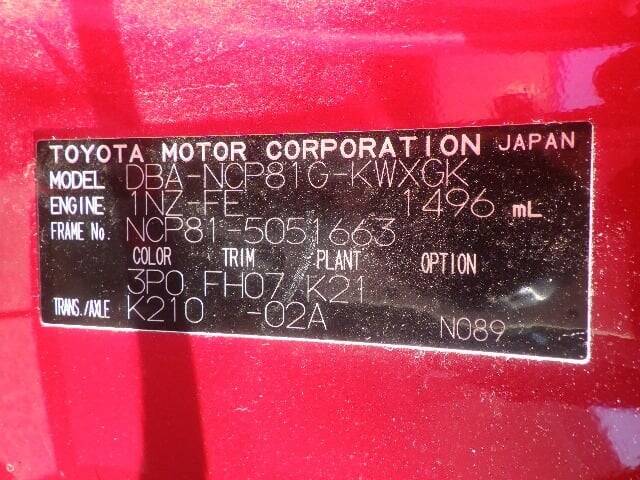 TOYOTA MOTOR CORPORATION JAPAN
MODEL DBA-NCP81G-KWXGK
ENGINE 1NZ-FE 1496 mL
FRAME No. NCP81-5051663
COLOR TRIM PLANT OPTION
3P0 FH07/K21
TRANS./AXLE K210 -02A N089